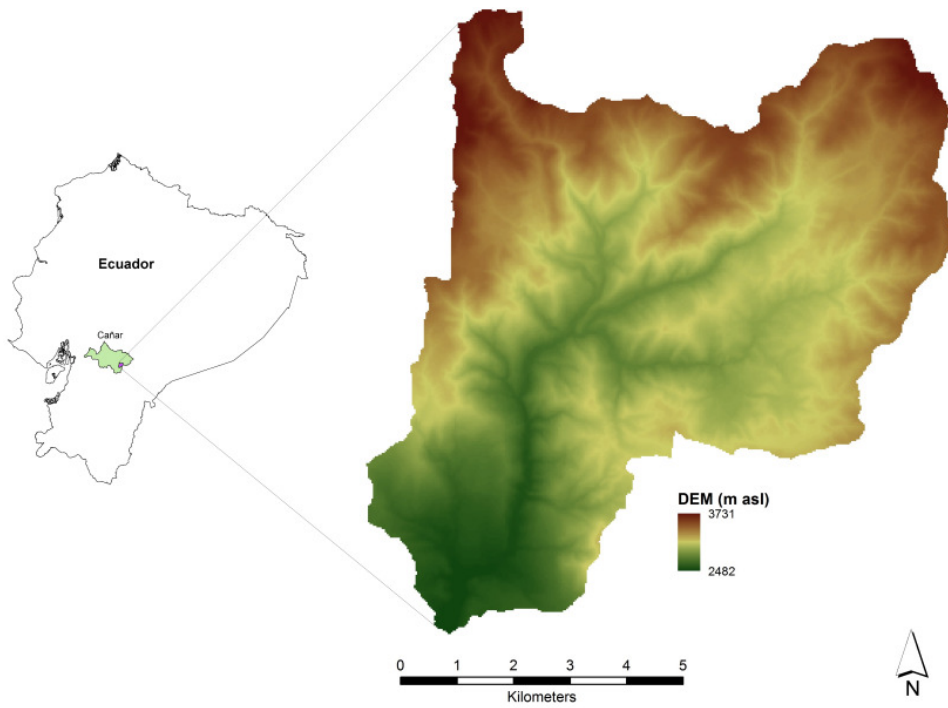 Ecuador
Cañar
DEM (m asl)
3731
2482
0 1 2 3 4 5
Kilometers
N